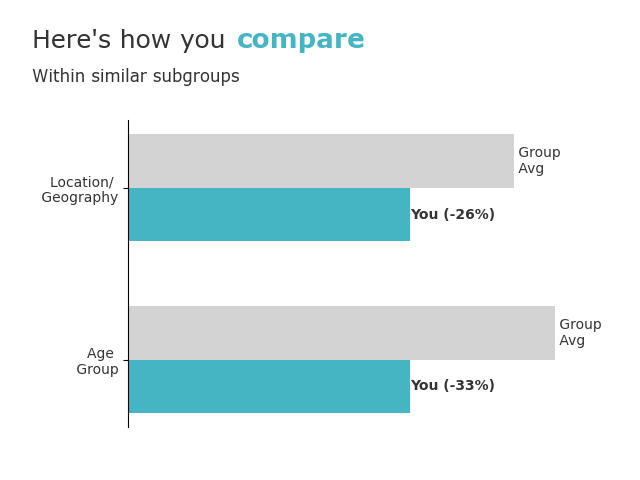 Here's how you compare
Within similar subgroups
Location/
Geography
Group
Avg
You (-26%)
Age
Group
Group
Avg
You (-33%)